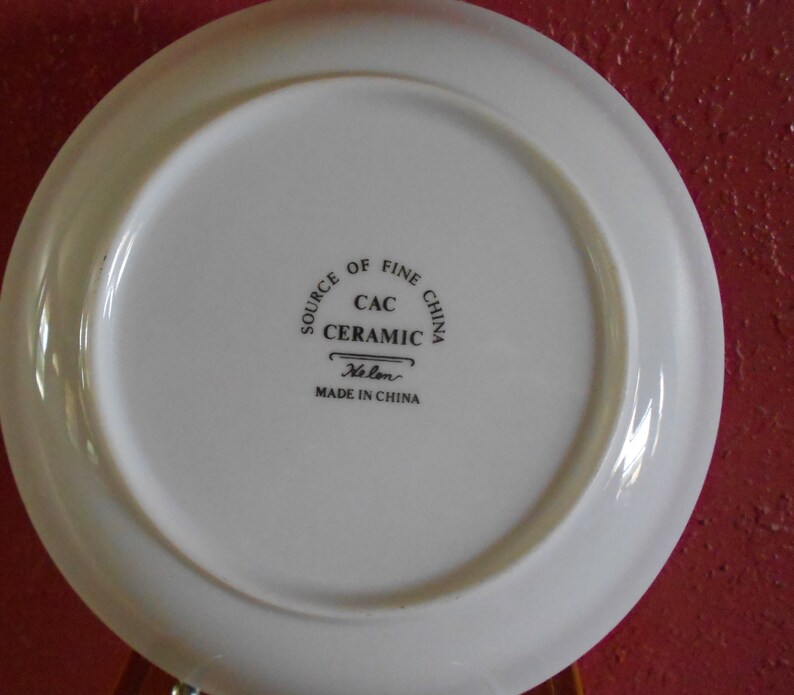 SOURCE OF FINE CHINA
CAC
CERAMIC
Helen
MADE IN CHINA